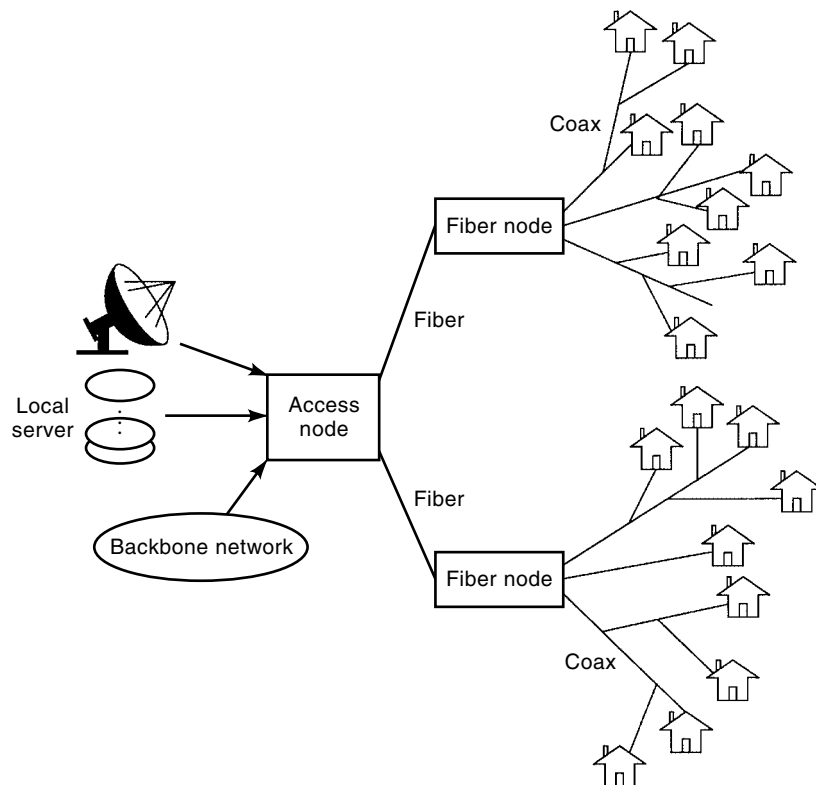 Coax
Fiber node
Fiber
Local
server
Access
node
Fiber
Backbone network
Fiber node
Coax